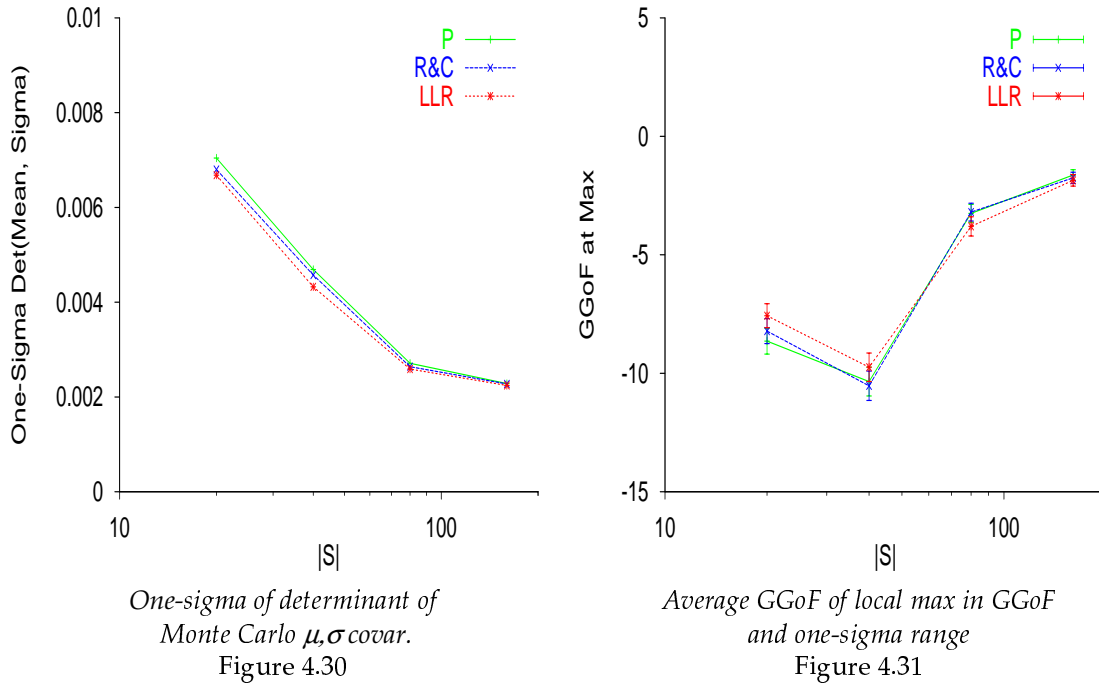 0.01
0.008
0.006
0.004
0.002
0
10
100
|S|
One-Sigma Det(Mean, Sigma)
P
R&C
LLR
One-sigma of determinant of
Monte Carlo μ,σ covar.
Figure 4.30
5
0
-5
-10
-15
10
100
|S|
GGoF at Max
P
R&C
LLR
Average GGoF of local max in GGoF
and one-sigma range
Figure 4.31